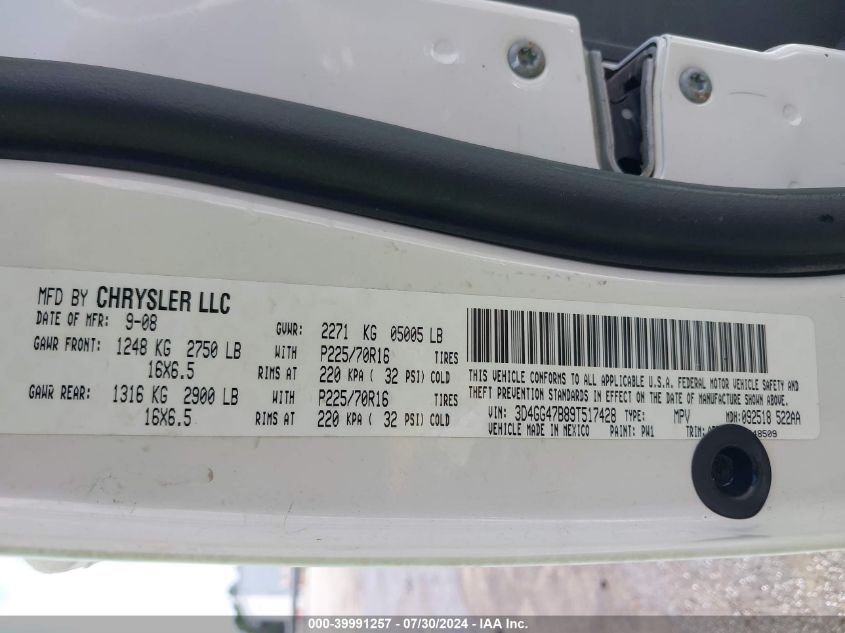 MFD BY CHRYSLER LLC
DATE OF MFR: 9-08 GVWR: 2271 KG 05005 LB
GAWR FRONT: 1248 KG 2750 LB WITH P225/70R16 TIRES
16X6.5 RIMS AT 220 KPA ( 32 PSI) COLD
GAWR REAR: 1316 KG 2900 LB WITH P225/70R16 TIRES
16X6.5 RIMS AT 220 KPA ( 32 PSI) COLD
THIS VEHICLE CONFORMS TO ALL APPLICABLE U.S.A. FEDERAL MOTOR VEHICLE SAFETY AND
THEFT PREVENTION STANDARDS IN EFFECT ON THE DATE OF MANUFACTURE SHOWN ABOVE.
VIN: 3D4GG47B89T517428 TYPE: MPV MDH: 092518 522AA
VEHICLE MADE IN MEXICO PAINT: PW1 TRIM:
000-39991257 - 07/30/2024 - IAA Inc.